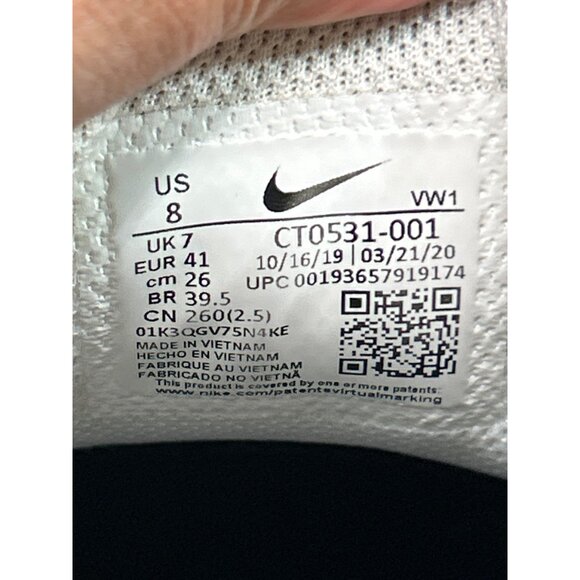 US
8
VW1
UK 7
CT0531-001
EUR 41
10/16/19 | 03/21/20
cm 26
UPC 00193657919174
BR 39.5
CN 260(2.5)
01K3QGV75N4KE
MADE IN VIETNAM
HECHO EN VIETNAM
FABRIQUE AU VIETNAM
FABRICADO NO VIETNÃ
This product is covered by one or more patents:
www.nike.com/patentsvirtualmarking